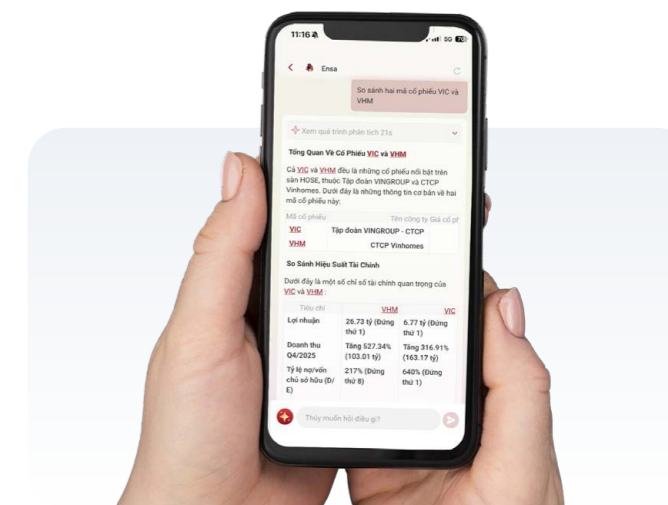 11:16
5G 70
Ensa
So sánh hai mã cổ phiếu VIC và
VHM
Xem quá trình phân tích 21s
Tổng Quan Về Cổ Phiếu VIC và VHM
Cả VIC và VHM đều là những cổ phiếu nổi bật trên
sàn HOSE, thuộc Tập đoàn VINGROUP và CTCP
Vinhomes. Dưới đây là những thông tin cơ bản về hai
mã cổ phiếu này:
Mã cổ phiếu Tên công ty Giá cổ ph
VIC Tập đoàn VINGROUP - CTCP
VHM CTCP Vinhomes
So Sánh Hiệu Suất Tài Chính
Dưới đây là một số chỉ số tài chính quan trọng của
VIC và VHM :
Tiêu chí VHM VIC
Lợi nhuận 26.73 tỷ (Đứng 6.77 tỷ (Đứng
thứ 1) thứ 1)
Doanh thu Tăng 527.34% Tăng 316.91%
Q4/2025 (103.01 tỷ) (163.17 tỷ)
Tỷ lệ nợ/vốn 217% (Đứng 640% (Đứng
chủ sở hữu (D/ thứ 8) thứ 1)
E)
Thúy muốn hỏi điều gì?